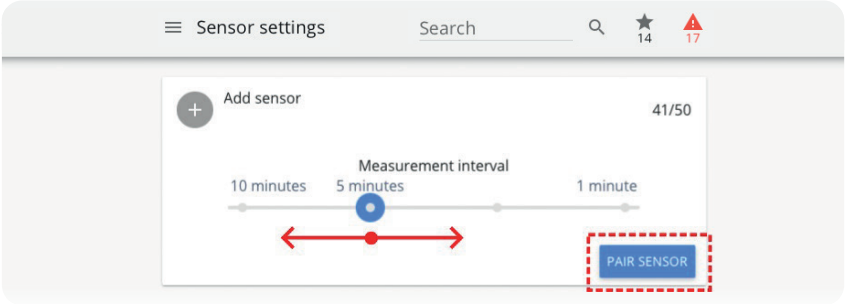 Sensor settings Search
14 17
Add sensor
41/50
Measurement interval
10 minutes 5 minutes 1 minute
PAIR SENSOR